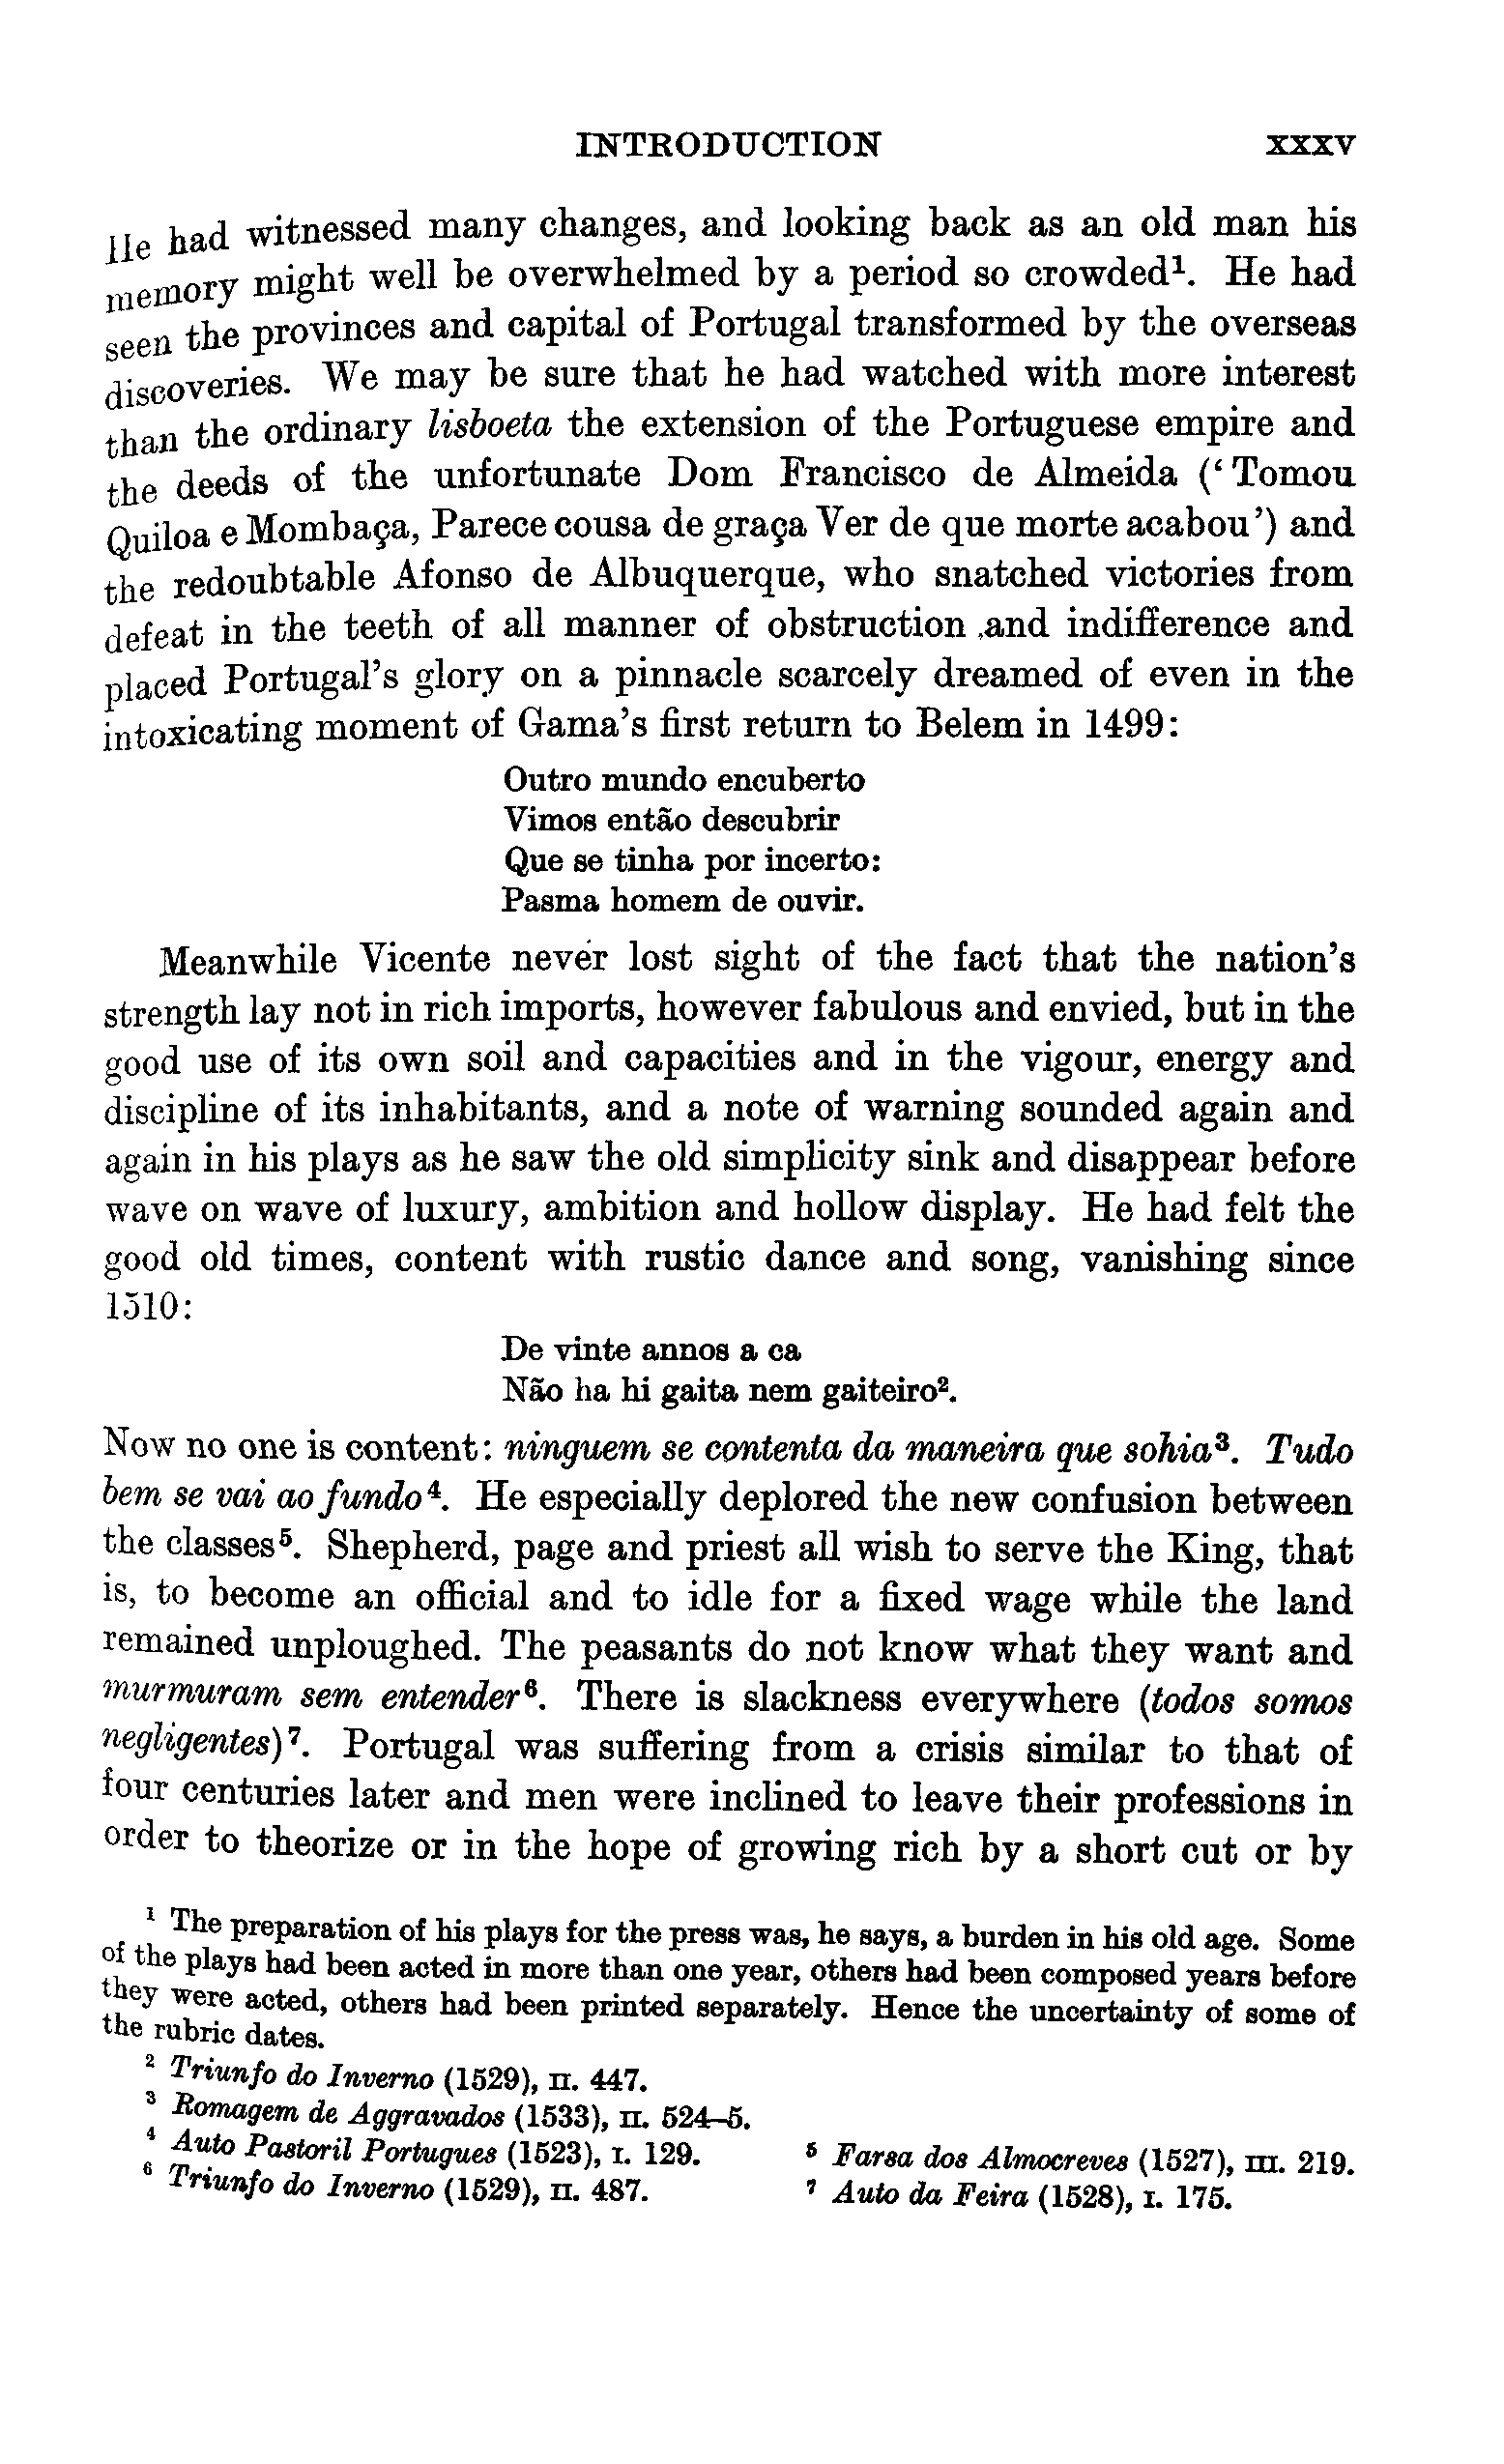 INTRODUCTION xxxv
He had witnessed many changes, and looking back as an old man his
memory might well be overwhelmed by a period so crowded¹. He had
seen the provinces and capital of Portugal transformed by the overseas
discoveries. We may be sure that he had watched with more interest
than the ordinary lisboeta the extension of the Portuguese empire and
the deeds of the unfortunate Dom Francisco de Almeida (‘Tomou
Quiloa e Mombaça, Parece cousa de graça Ver de que morte acabou’) and
the redoubtable Afonso de Albuquerque, who snatched victories from
defeat in the teeth of all manner of obstruction ,and indifference and
placed Portugal’s glory on a pinnacle scarcely dreamed of even in the
intoxicating moment of Gama’s first return to Belem in 1499:
Outro mundo encuberto
Vimos então descubrir
Que se tinha por incerto:
Pasma homem de ouvir.
Meanwhile Vicente never lost sight of the fact that the nation’s
strength lay not in rich imports, however fabulous and envied, but in the
good use of its own soil and capacities and in the vigour, energy and
discipline of its inhabitants, and a note of warning sounded again and
again in his plays as he saw the old simplicity sink and disappear before
wave on wave of luxury, ambition and hollow display. He had felt the
good old times, content with rustic dance and song, vanishing since
1510:
De vinte annos a ca
Não ha hi gaita nem gaiteiro².
Now no one is content: ninguem se contenta da maneira que sohia³. Tudo
bem se vai ao fundo⁴. He especially deplored the new confusion between
the classes⁵. Shepherd, page and priest all wish to serve the King, that
is, to become an official and to idle for a fixed wage while the land
remained unploughed. The peasants do not know what they want and
murmuram sem entender⁶. There is slackness everywhere (todos somos
negligentes)⁷. Portugal was suffering from a crisis similar to that of
four centuries later and men were inclined to leave their professions in
order to theorize or in the hope of growing rich by a short cut or by
¹ The preparation of his plays for the press was, he says, a burden in his old age. Some
of the plays had been acted in more than one year, others had been composed years before
they were acted, others had been printed separately. Hence the uncertainty of some of
the rubric dates.
² Triunfo do Inverno (1529), II. 447.
³ Romagem de Aggravados (1533), II. 524–5.
⁴ Auto Pastoril Portugues (1523), I. 129. ⁵ Farsa dos Almocreves (1527), III. 219.
⁶ Triunfo do Inverno (1529), II. 487. ⁷ Auto da Feira (1528), I. 175.